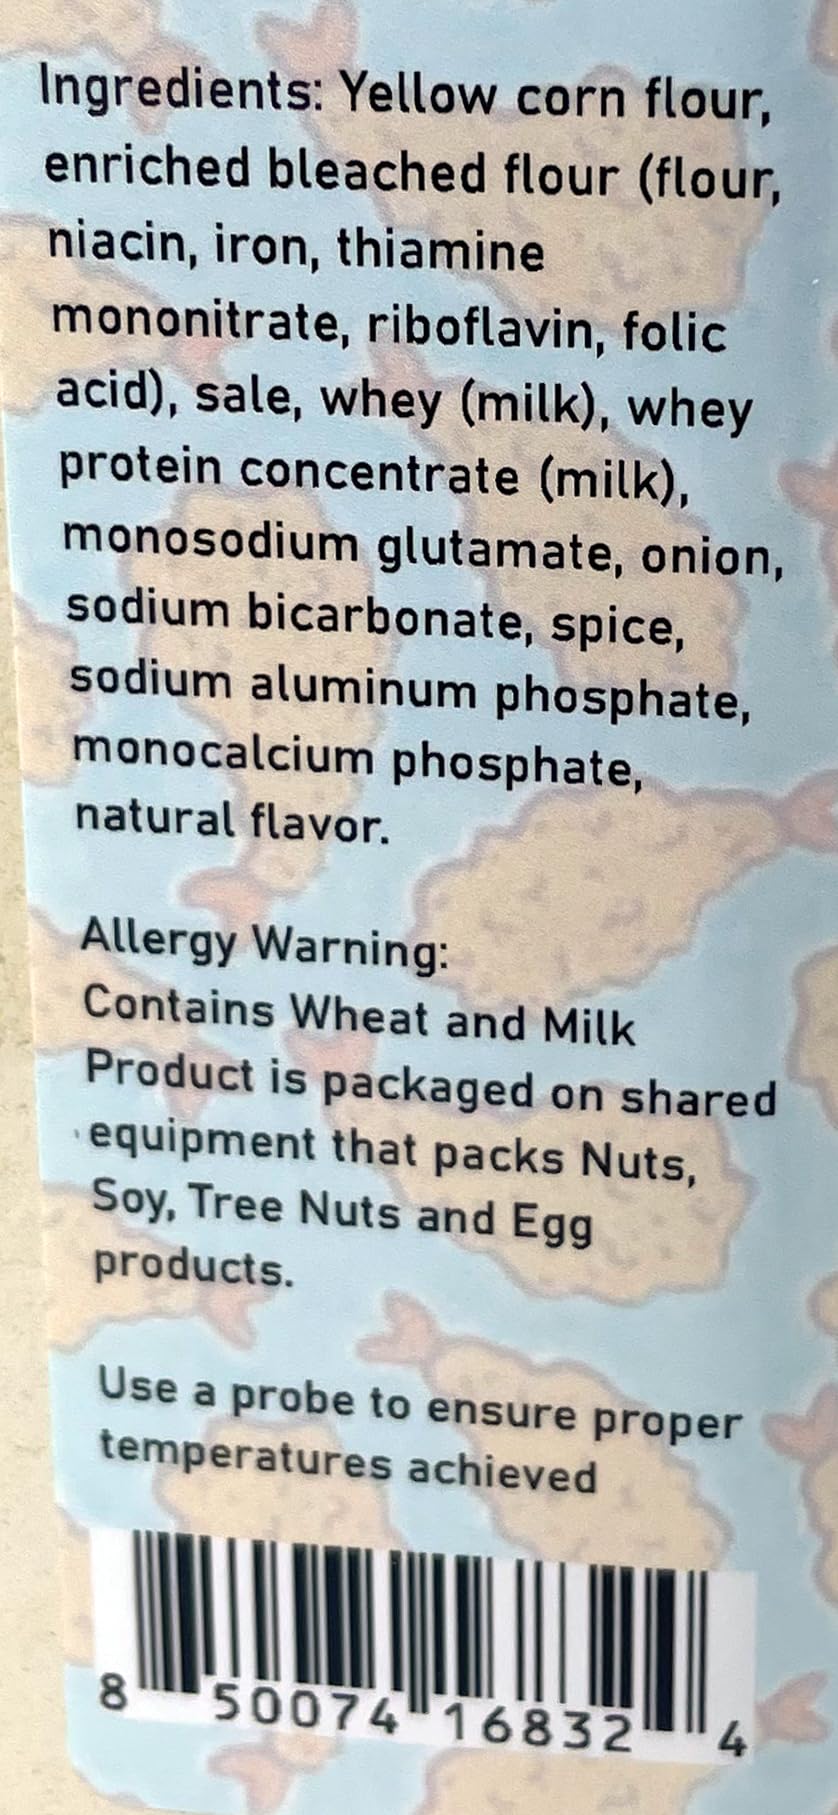 Ingredients: Yellow corn flour,
enriched bleached flour (flour,
niacin, iron, thiamine
mononitrate, riboflavin, folic
acid), sale, whey (milk), whey
protein concentrate (milk),
monosodium glutamate, onion,
sodium bicarbonate, spice,
sodium aluminum phosphate,
monocalcium phosphate,
natural flavor.
Allergy Warning:
Contains Wheat and Milk
Product is packaged on shared
equipment that packs Nuts,
Soy, Tree Nuts and Egg
products.
Use a probe to ensure proper
temperatures achieved
8 50074 16832 4